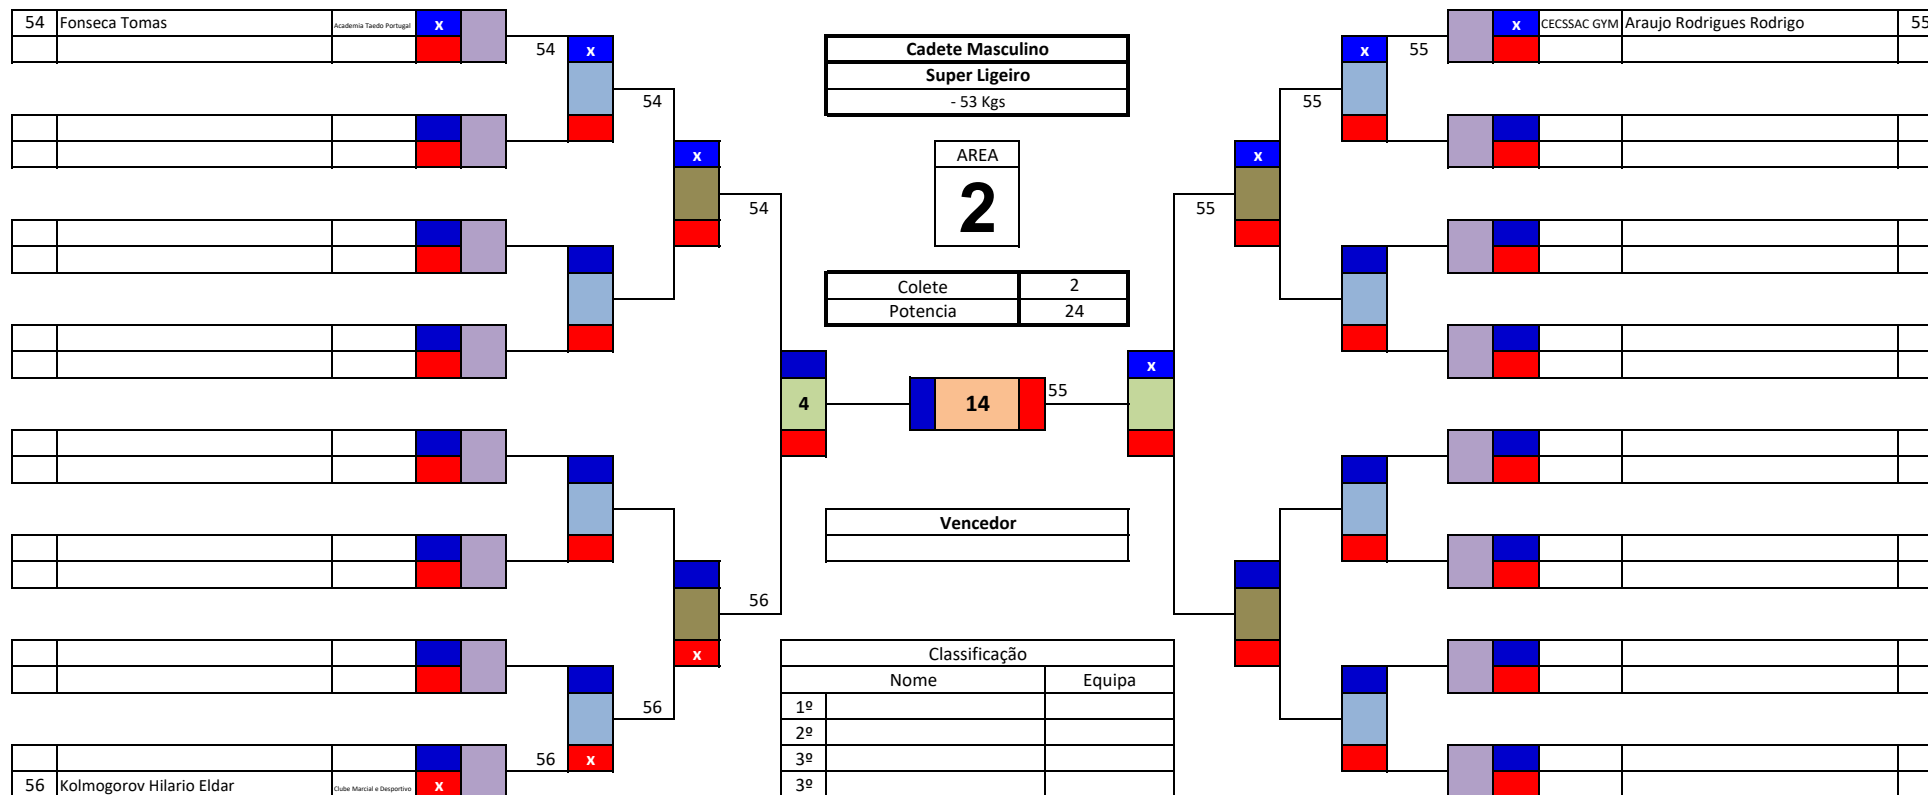 54 Fonseca Tomas Academia Taedo Portugal x
x CECSSAC GYM Araujo Rodrigues Rodrigo 55
54 x
x 55
Cadete Masculino
Super Ligeiro
- 53 Kgs
54
55
x
AREA
x
2
54
55
Colete 2
Potencia 24
x
4
14
55
Vencedor
56
x
Classificação
Nome Equipa
1º
56
2º
56 x
3º
56 Kolmogorov Hilario Eldar Clube Marcial e Desportivo x
3º